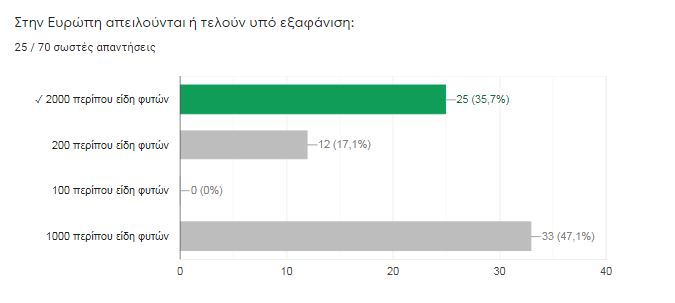 Στην Ευρώπη απειλούνται ή τελούν υπό εξαφάνιση:
25 / 70 σωστές απαντήσεις
✓ 2000 περίπου είδη φυτών
25 (35,7%)
200 περίπου είδη φυτών
12 (17,1%)
100 περίπου είδη φυτών
0 (0%)
1000 περίπου είδη φυτών
33 (47,1%)
0 10 20 30 40